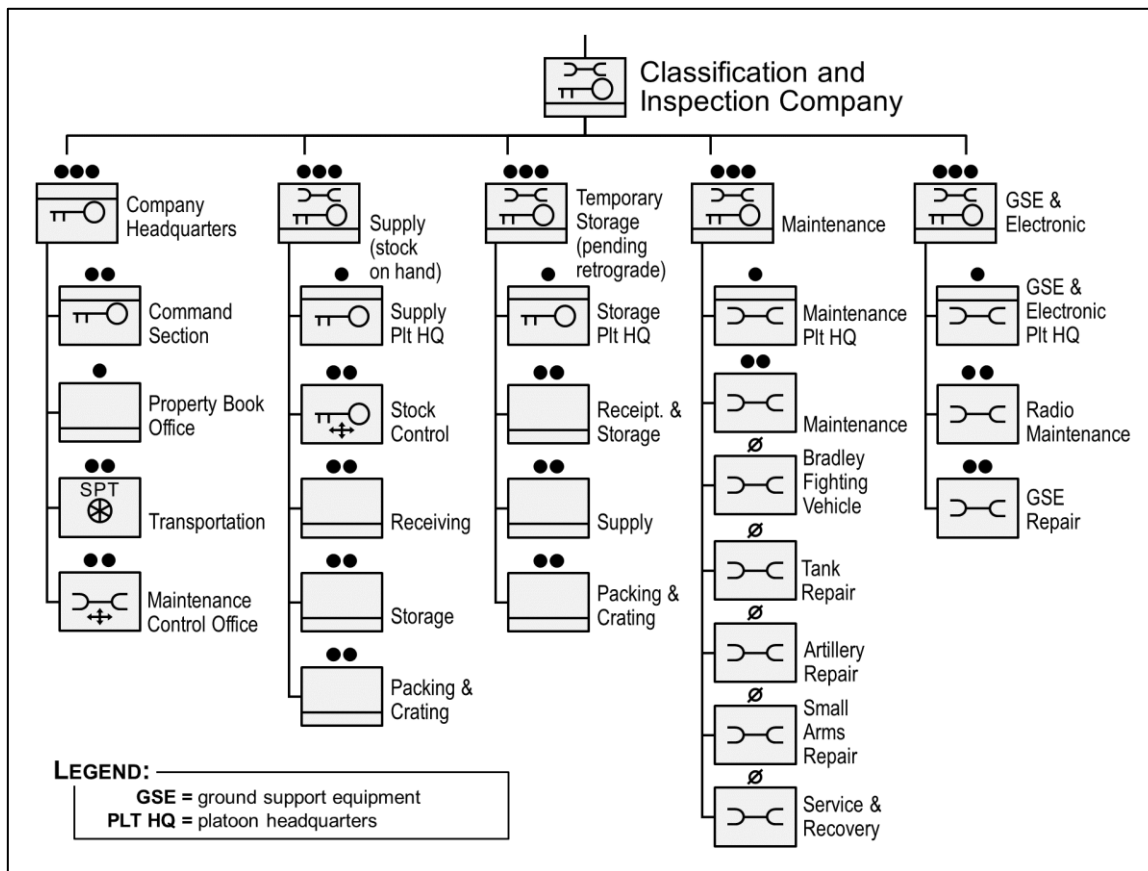 Classification and
Inspection Company
Company
Headquarters
Command
Section
Property Book
Office
SPT
Transportation
Maintenance
Control Office
Supply
(stock
on hand)
Supply
Plt HQ
Stock
Control
Receiving
Storage
Packing &
Crating
Temporary
Storage
(pending
retrograde)
Storage
Plt HQ
Receipt. &
Storage
Supply
Packing &
Crating
Maintenance
Maintenance
Plt HQ
Maintenance
Bradley
Fighting
Vehicle
Tank
Repair
Artillery
Repair
Small
Arms
Repair
Service &
Recovery
GSE &
Electronic
GSE &
Electronic
Plt HQ
Radio
Maintenance
GSE
Repair
LEGEND:
GSE = ground support equipment
PLT HQ = platoon headquarters